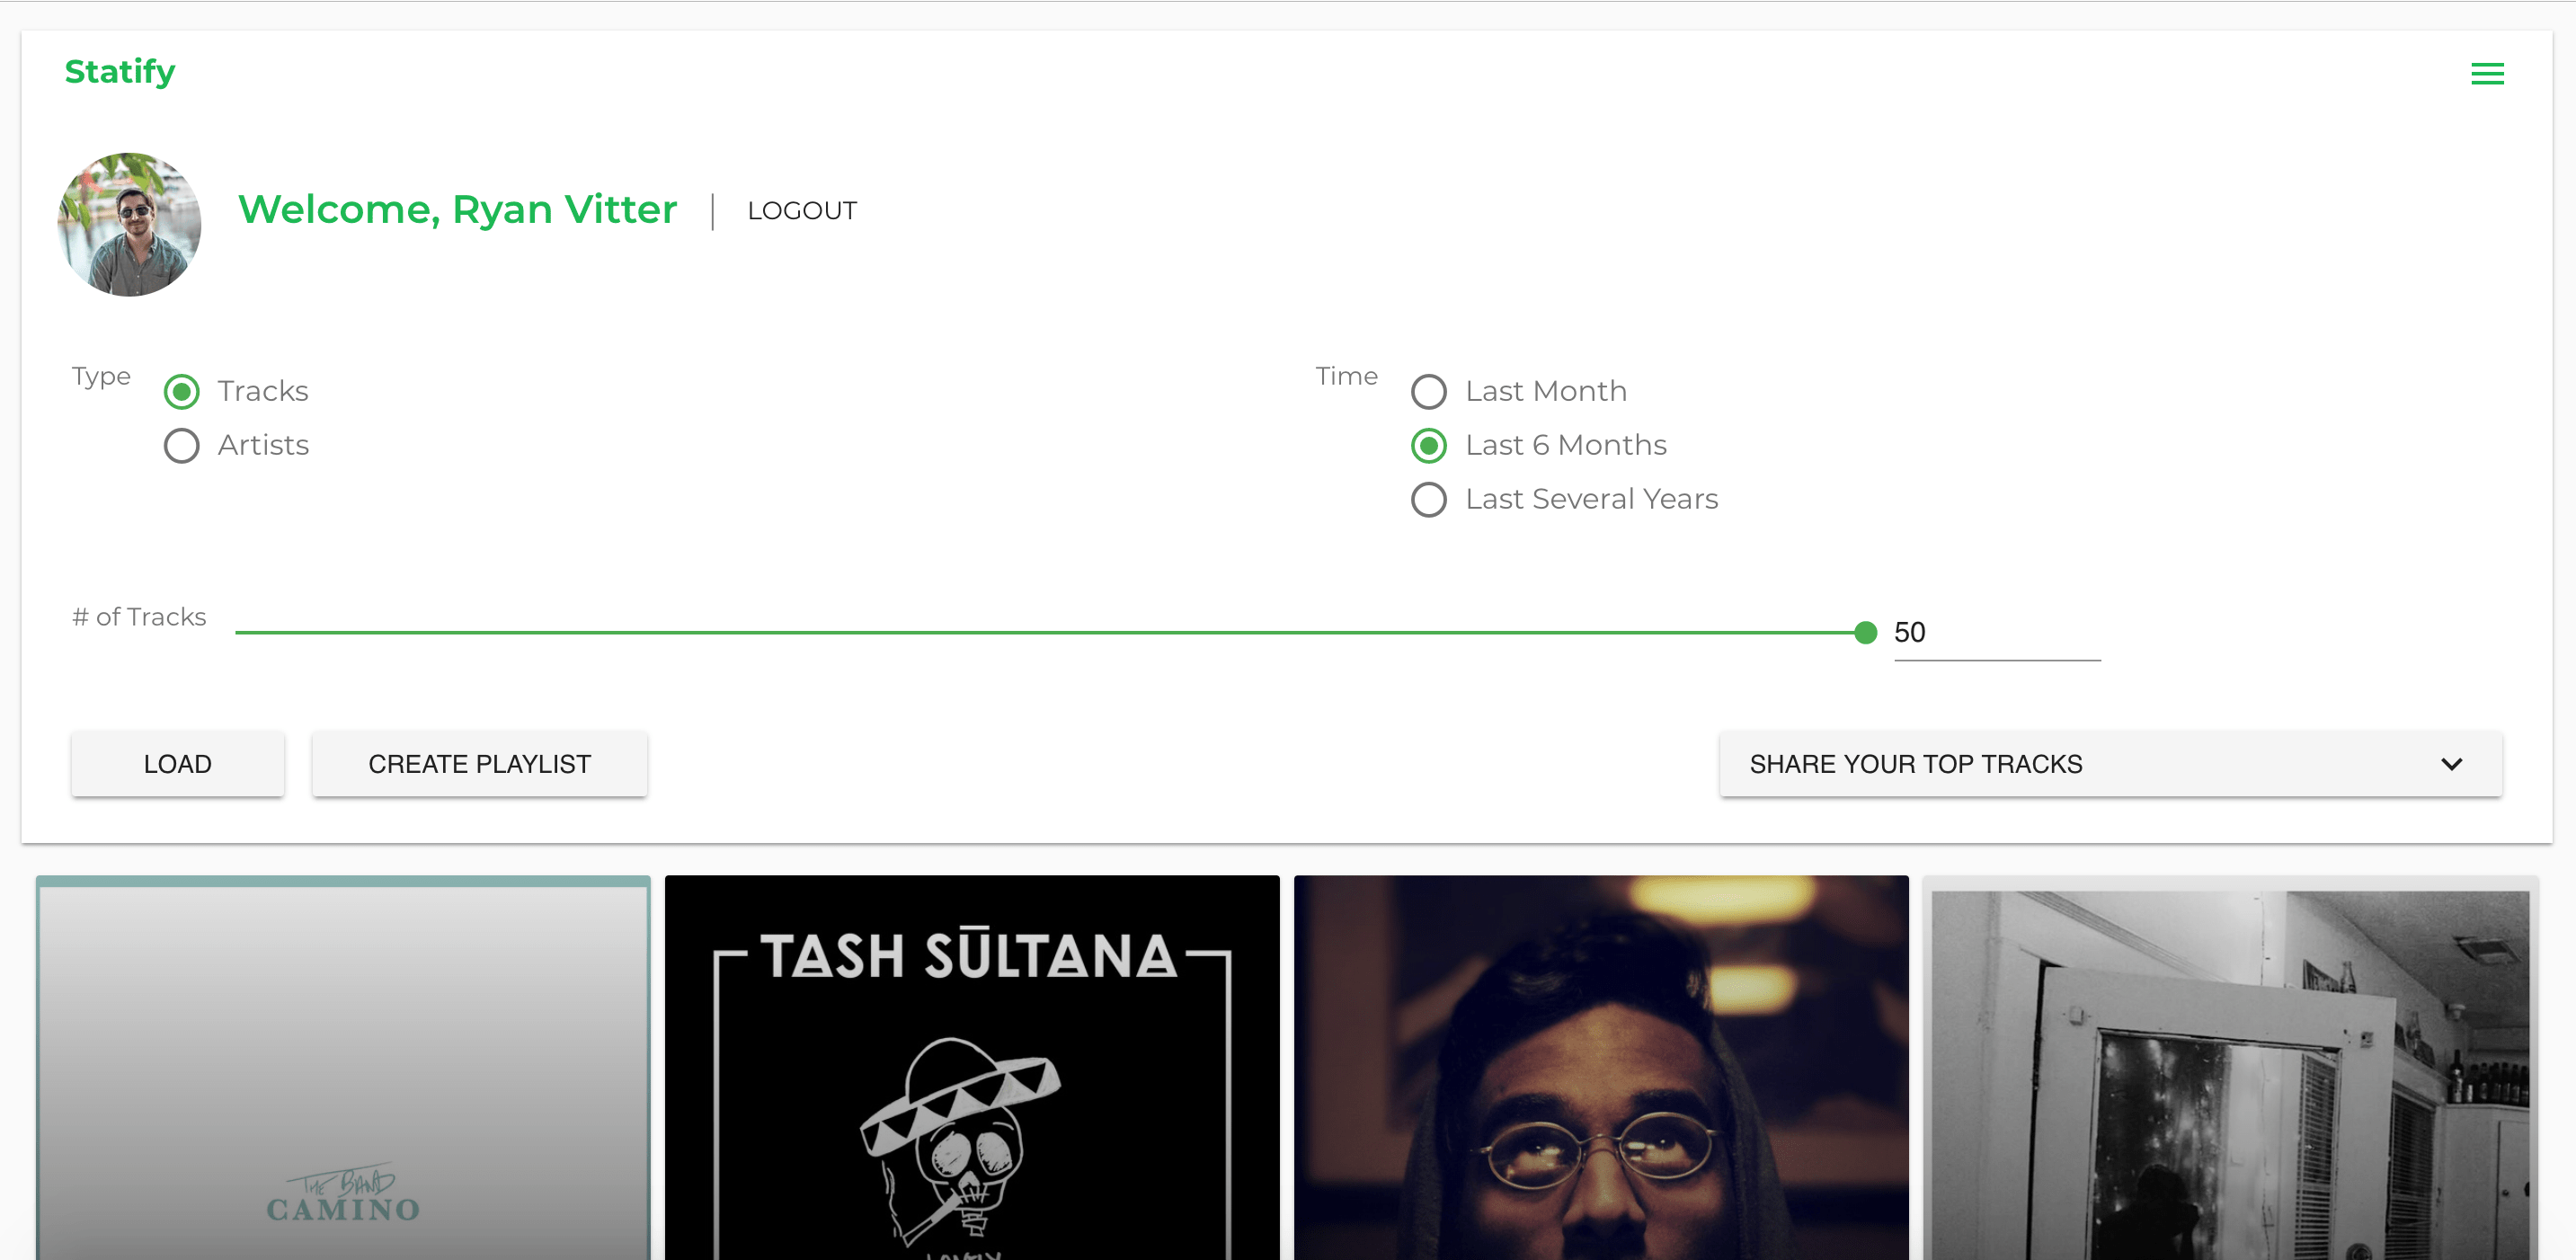 Statify
Welcome, Ryan Vitter
LOGOUT
Type
Tracks
Artists
Time
Last Month
Last 6 Months
Last Several Years
# of Tracks
50
LOAD
CREATE PLAYLIST
SHARE YOUR TOP TRACKS
TASH SŪLTANA
THE BAND
CAMINO